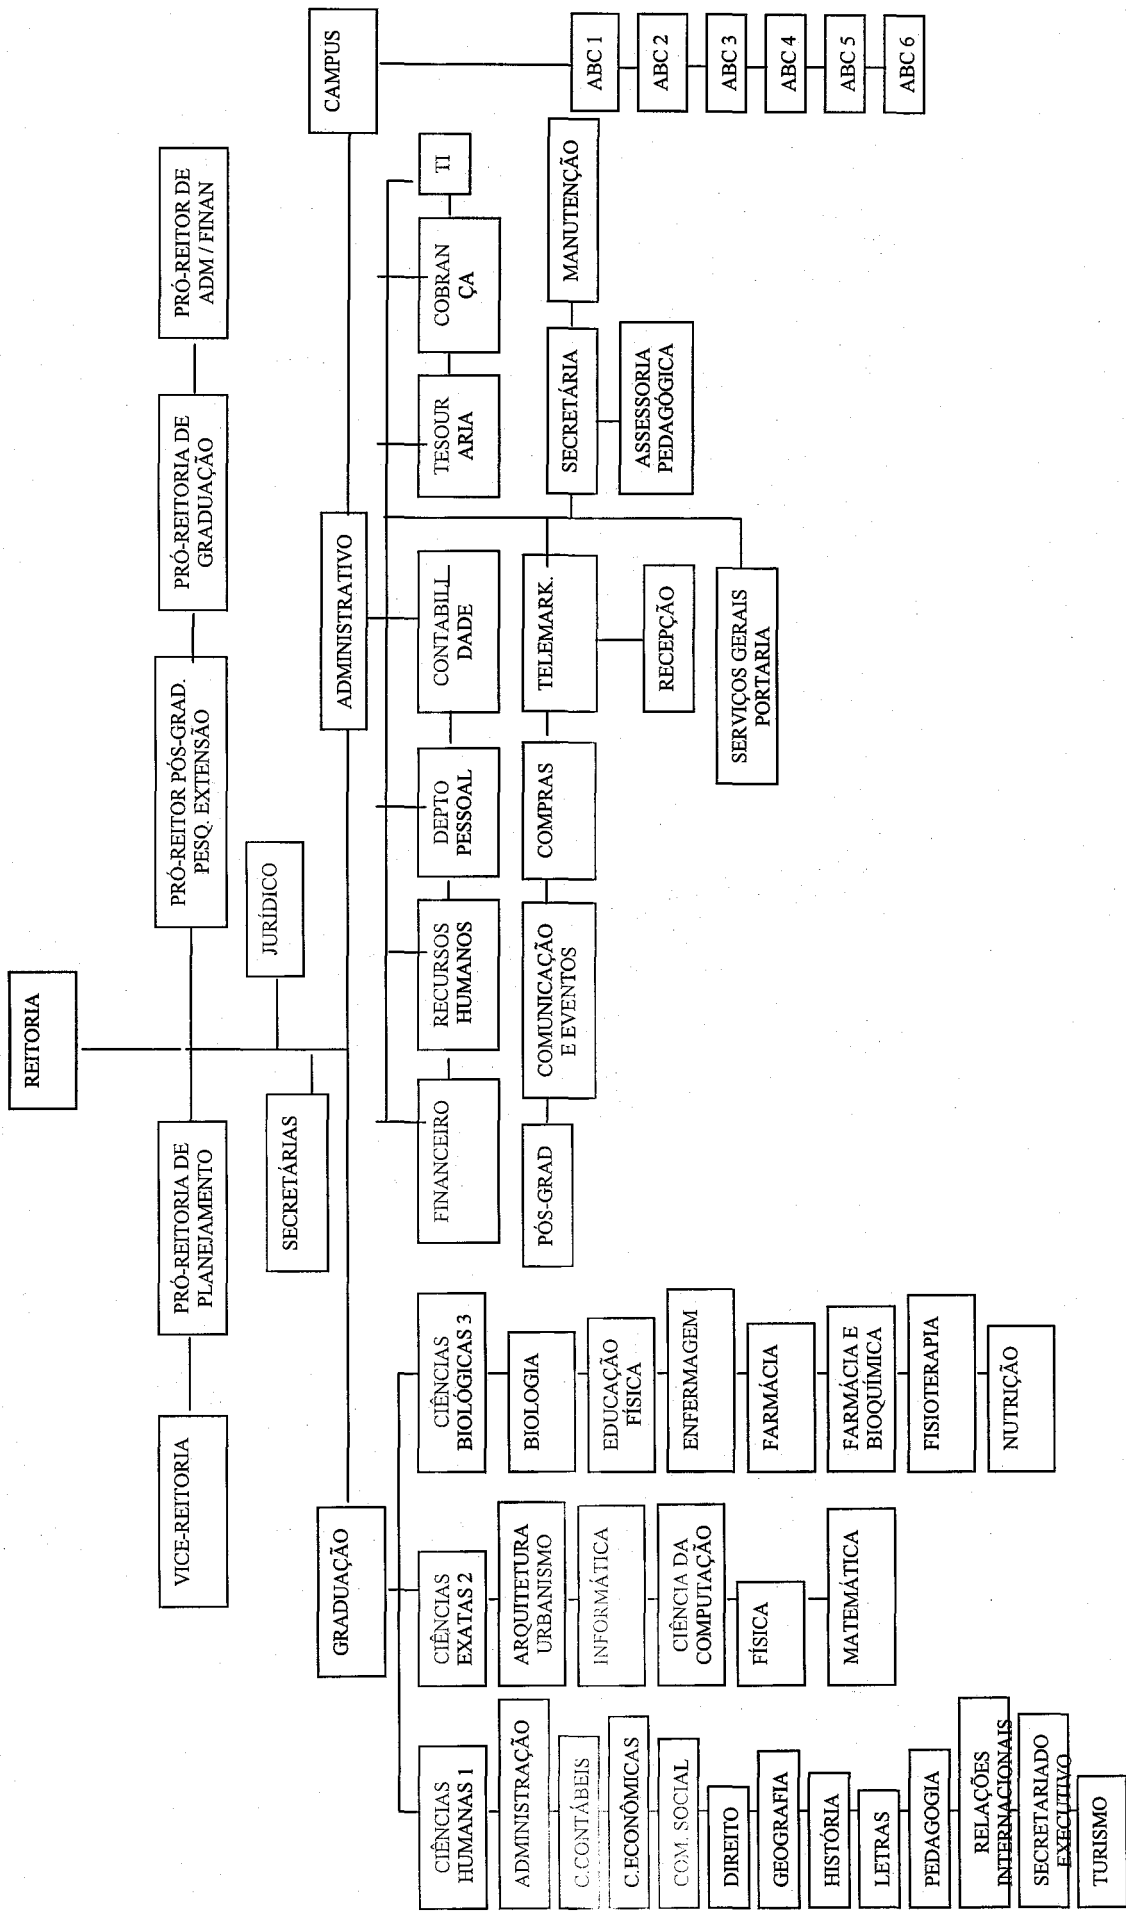 REITORIA
VICE-REITORIA
PRÓ-REITORIA DE
PLANEJAMENTO
PRÓ-REITOR PÓS-GRAD.
PESQ. EXTENSÃO
PRÓ-REITORIA DE
GRADUAÇÃO
PRÓ-REITOR DE
ADM / FINAN
JURÍDICO
SECRETÁRIAS
GRADUAÇÃO
ADMINISTRATIVO
CAMPUS
CIÊNCIAS
HUMANAS 1
ADMINISTRAÇÃO
C.CONTÁBEIS
C.ECONÔMICAS
COM. SOCIAL
DIREITO
GEOGRAFIA
HISTÓRIA
LETRAS
PEDAGOGIA
RELAÇÕES
INTERNACIONAIS
SECRETARIADO
EXECUTIVO
TURISMO
CIÊNCIAS
EXATAS 2
ARQUITETURA
URBANISMO
INFORMÁTICA
CIÊNCIA DA
COMPUTAÇÃO
FÍSICA
MATEMÁTICA
CIÊNCIAS
BIOLÓGICAS 3
BIOLOGIA
EDUCAÇÃO
FÍSICA
ENFERMAGEM
FARMÁCIA
FARMÁCIA E
BIOQUÍMICA
FISIOTERAPIA
NUTRIÇÃO
FINANCEIRO
RECURSOS
HUMANOS
DEPTO
PESSOAL
CONTABILI
DADE
TESOUR
ARIA
COBRAN
ÇA
TI
PÓS-GRAD
COMUNICAÇÃO
E EVENTOS
COMPRAS
TELEMARK.
SECRETÁRIA
MANUTENÇÃO
RECEPÇÃO
ASSESSORIA
PEDAGÓGICA
SERVIÇOS GERAIS
PORTARIA
ABC 1
ABC 2
ABC 3
ABC 4
ABC 5
ABC 6